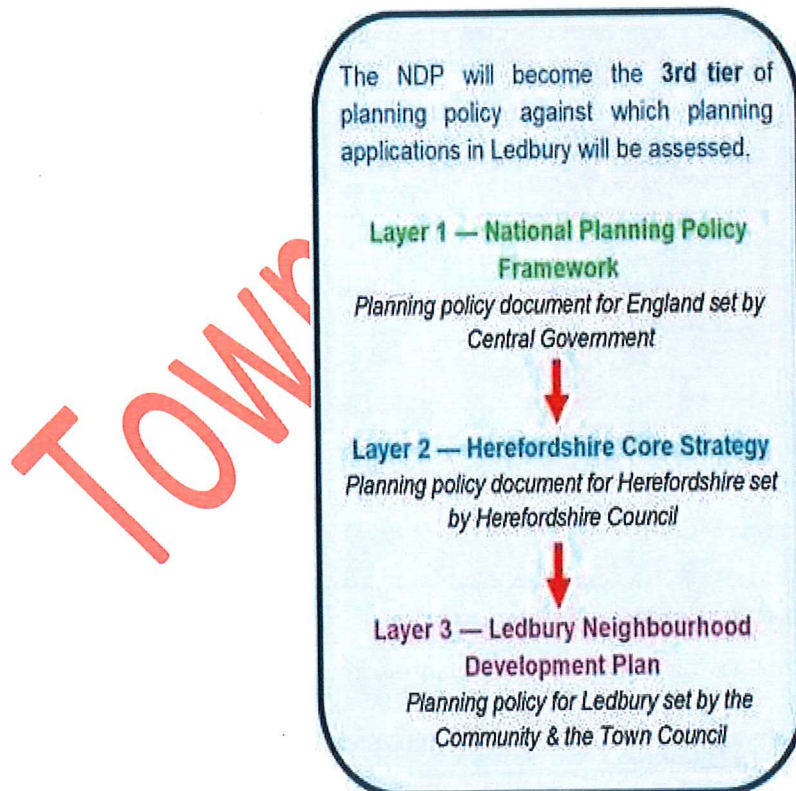 The NDP will become the 3rd tier of
planning policy against which planning
applications in Ledbury will be assessed.
Layer 1 — National Planning Policy
Framework
Planning policy document for England set by
Central Government
Layer 2 — Herefordshire Core Strategy
Planning policy document for Herefordshire set
by Herefordshire Council
Layer 3 — Ledbury Neighbourhood
Development Plan
Planning policy for Ledbury set by the
Community & the Town Council